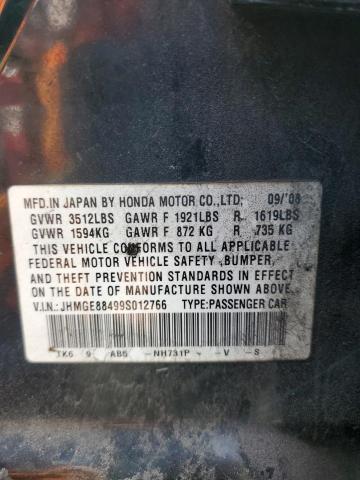 MFD.IN JAPAN BY HONDA MOTOR CO.,LTD; 09/'08
GVWR 3512LBS GAWR F 1921LBS R 1619LBS
GVWR 1594KG GAWR F 872 KG R 735 KG
THIS VEHICLE CONFORMS TO ALL APPLICABLE
FEDERAL MOTOR VEHICLE SAFETY ,BUMPER,
AND THEFT PREVENTION STANDARDS IN EFFECT
ON THE DATE OF MANUFACTURE SHOWN ABOVE.
V.I.N.: JHMGE88499S012766 TYPE:PASSENGER CAR
TK6 9 AB5 -NH731P -V -S